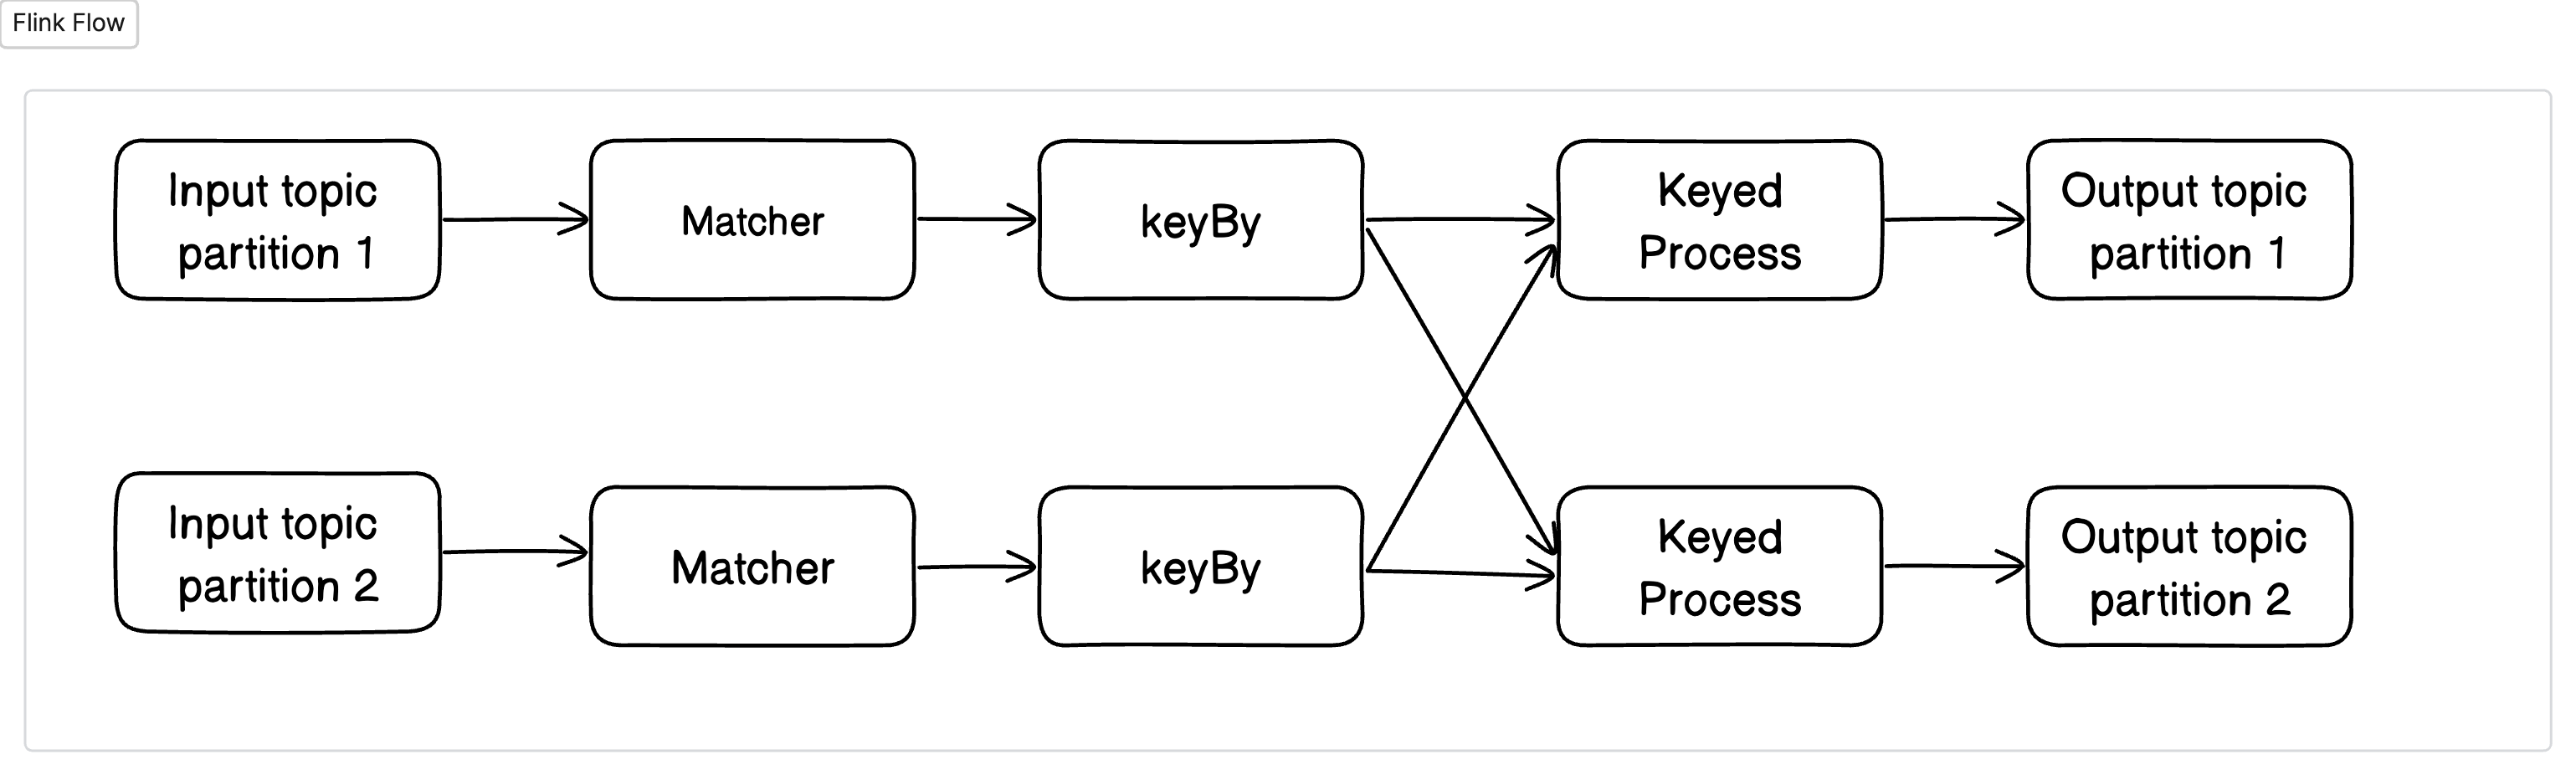 Flink Flow
Input topic
partition 1
Matcher
keyBy
Keyed
Process
Output topic
partition 1
Input topic
partition 2
Matcher
keyBy
Keyed
Process
Output topic
partition 2